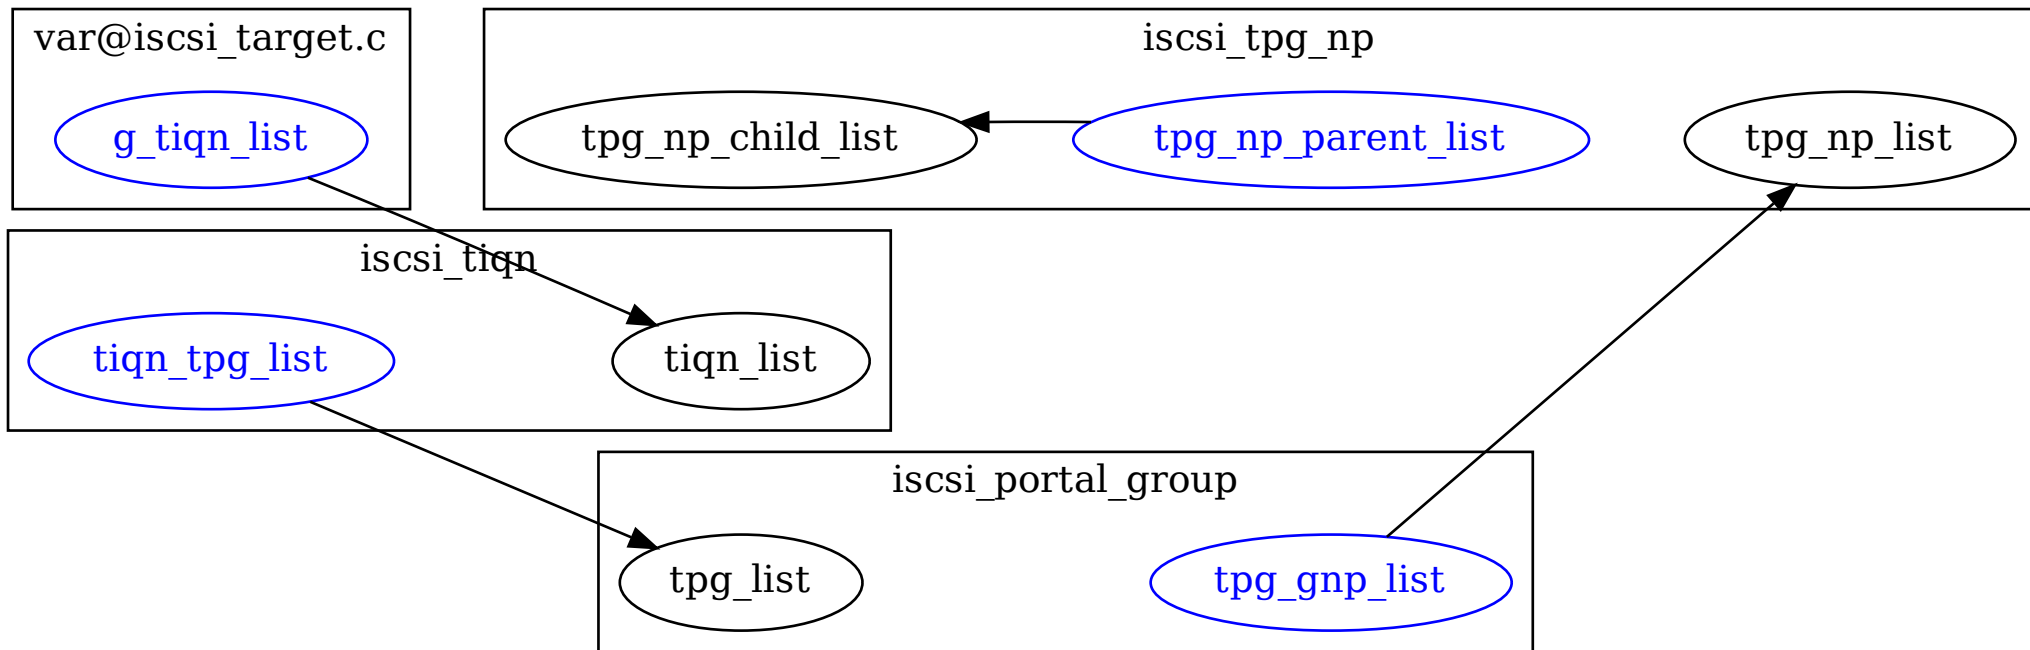 var@iscsi_target.c
iscsi_tpg_np
g_tiqn_list
tpg_np_child_list
tpg_np_parent_list
tpg_np_list
iscsi_tiqn
tiqn_tpg_list
tiqn_list
iscsi_portal_group
tpg_list
tpg_gnp_list